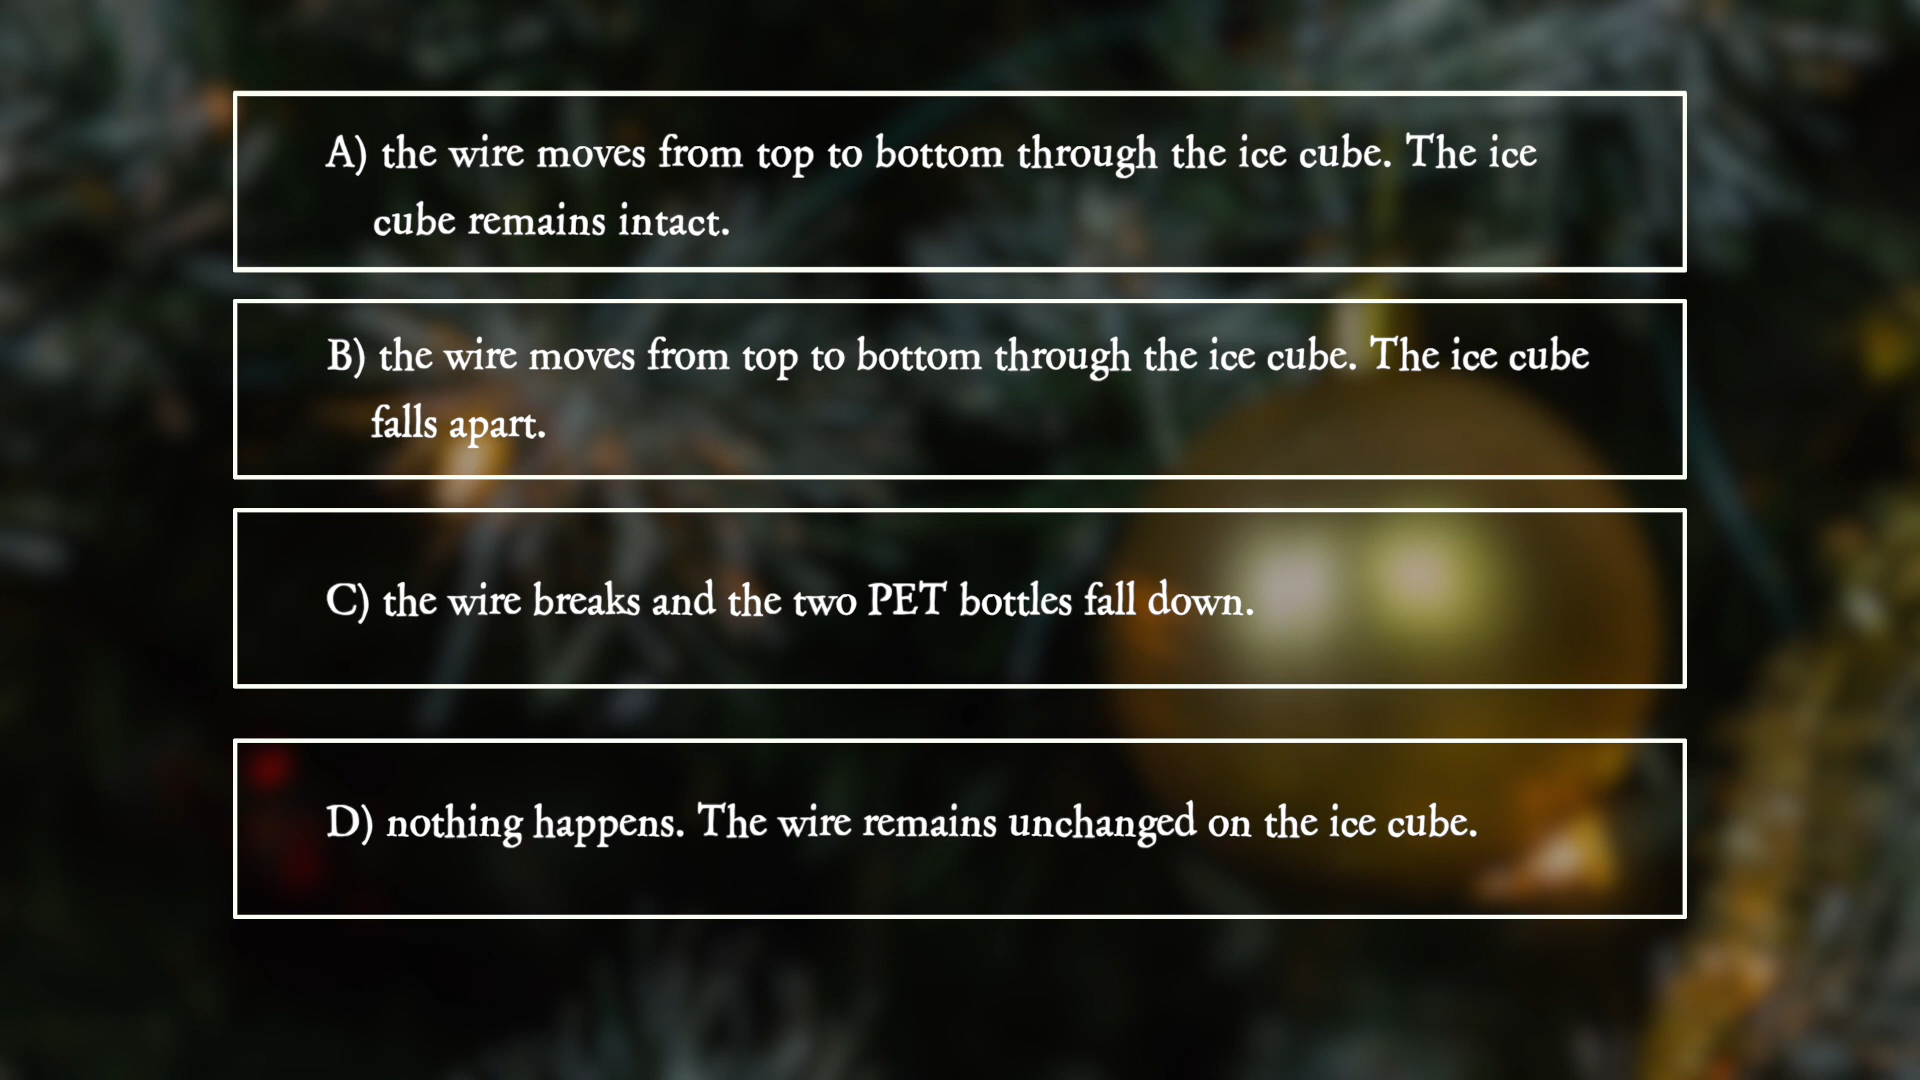 A) the wire moves from top to bottom through the ice cube. The ice
cube remains intact.
B) the wire moves from top to bottom through the ice cube. The ice cube
falls apart.
C) the wire breaks and the two PET bottles fall down.
D) nothing happens. The wire remains unchanged on the ice cube.